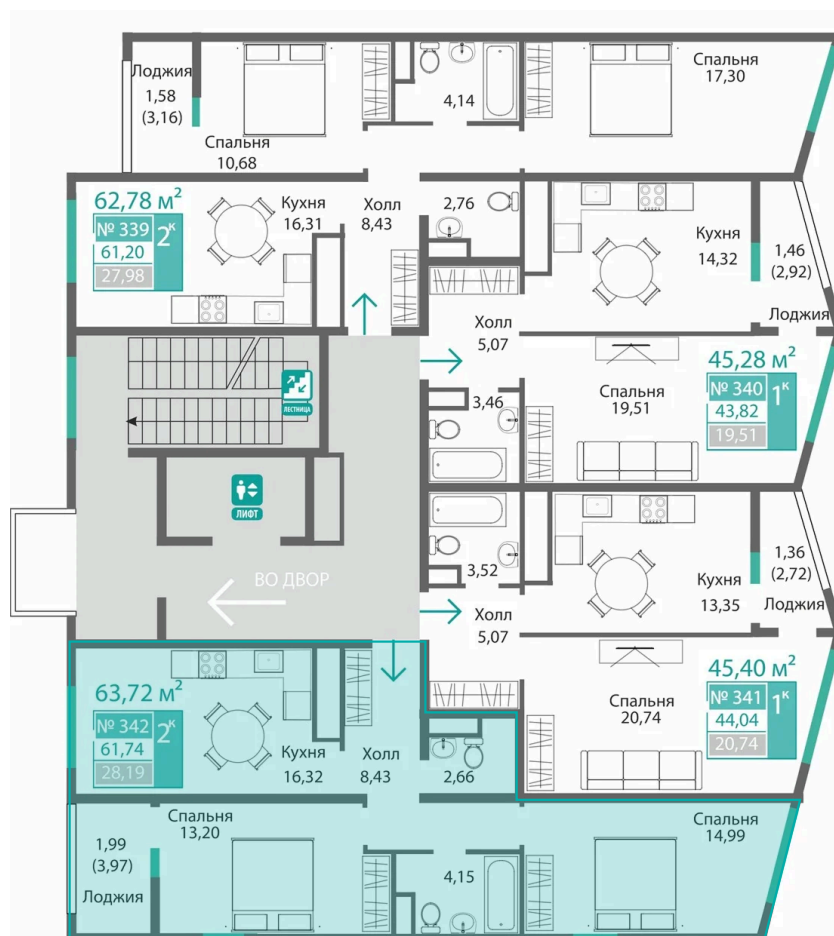 Лоджия
1,58
(3,16)
Спальня
10,68
4,14
Спальня
17,30
62,78 м²
№ 339
61,20
27,98
2к
Кухня
16,31
Холл
8,43
2,76
Кухня
14,32
1,46
(2,92)
Лоджия
Холл
5,07
45,28 м²
№ 340
43,82
19,51
1к
Спальня
19,51
3,46
ЛЕСТНИЦА
ЛИФТ
ВО ДВОР
3,52
Холл
5,07
Кухня
13,35
1,36
(2,72)
Лоджия
45,40 м²
№ 341
44,04
20,74
1к
Спальня
20,74
63,72 м²
№ 342
61,74
28,19
2к
Кухня
16,32
Холл
8,43
2,66
Спальня
13,20
1,99
(3,97)
Лоджия
4,15
Спальня
14,99